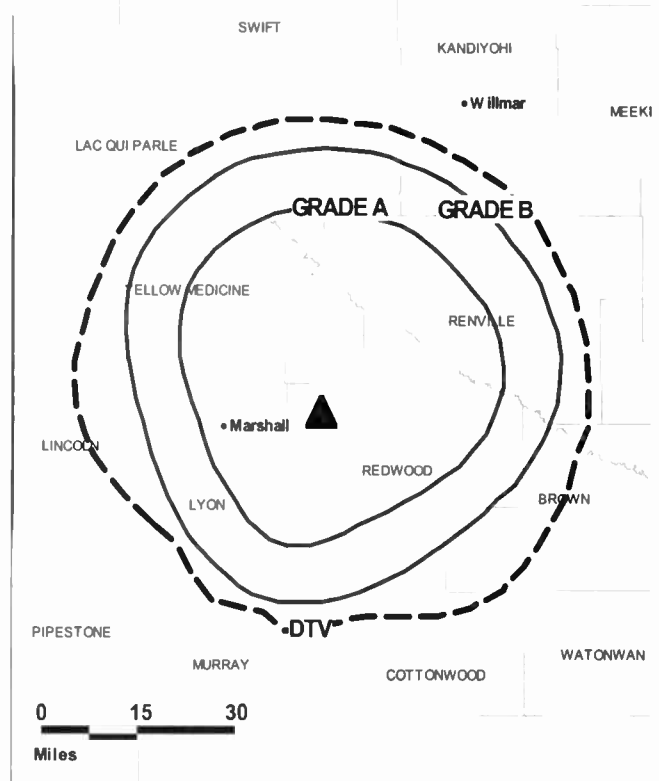 SWIFT
KANDIYOHI
Willmar
MEEKI
LAC QUI PARLE
GRADE A
GRADE B
YELLOW MEDICINE
RENVILLE
Marshall
LINCOLN
REDWOOD
LYON
BROWN
DTV
PIPESTONE
MURRAY
WATONWAN
COTTONWOOD
0 15 30
Miles